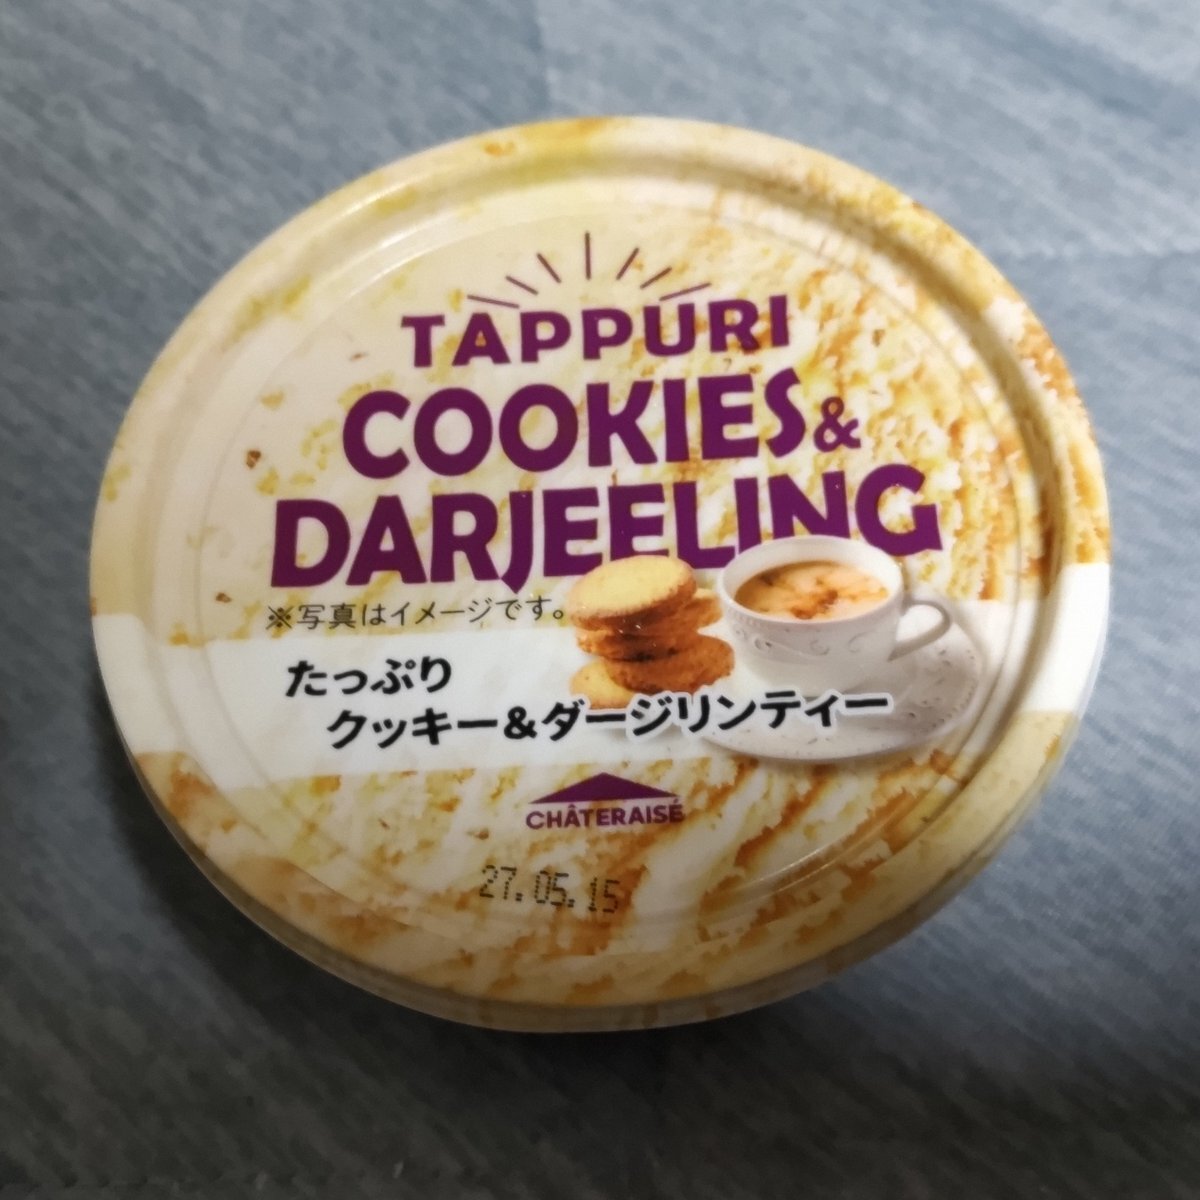 TAPPURI
COOKIES&
DARJEELING
※写真はイメージです。
たっぷり
クッキー&ダージリンティー
CHÂTERAISÉ
27.05.15